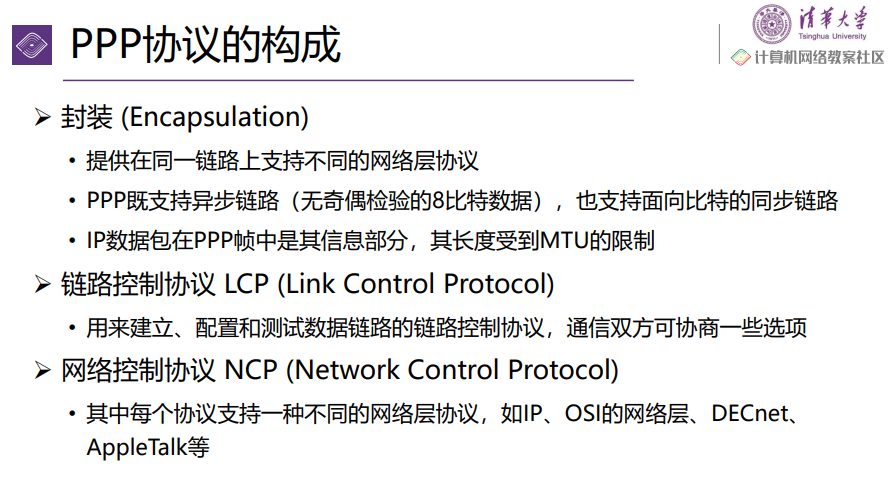 PPP协议的构成
清华大学
Tsinghua University
计算机网络教案社区
➢ 封装 (Encapsulation)
• 提供在同一链路上支持不同的网络层协议
• PPP既支持异步链路（无奇偶检验的8比特数据），也支持面向比特的同步链路
• IP数据包在PPP帧中是其信息部分，其长度受到MTU的限制
➢ 链路控制协议 LCP (Link Control Protocol)
• 用来建立、配置和测试数据链路的链路控制协议，通信双方可协商一些选项
➢ 网络控制协议 NCP (Network Control Protocol)
• 其中每个协议支持一种不同的网络层协议，如IP、OSI的网络层、DECnet、
AppleTalk等